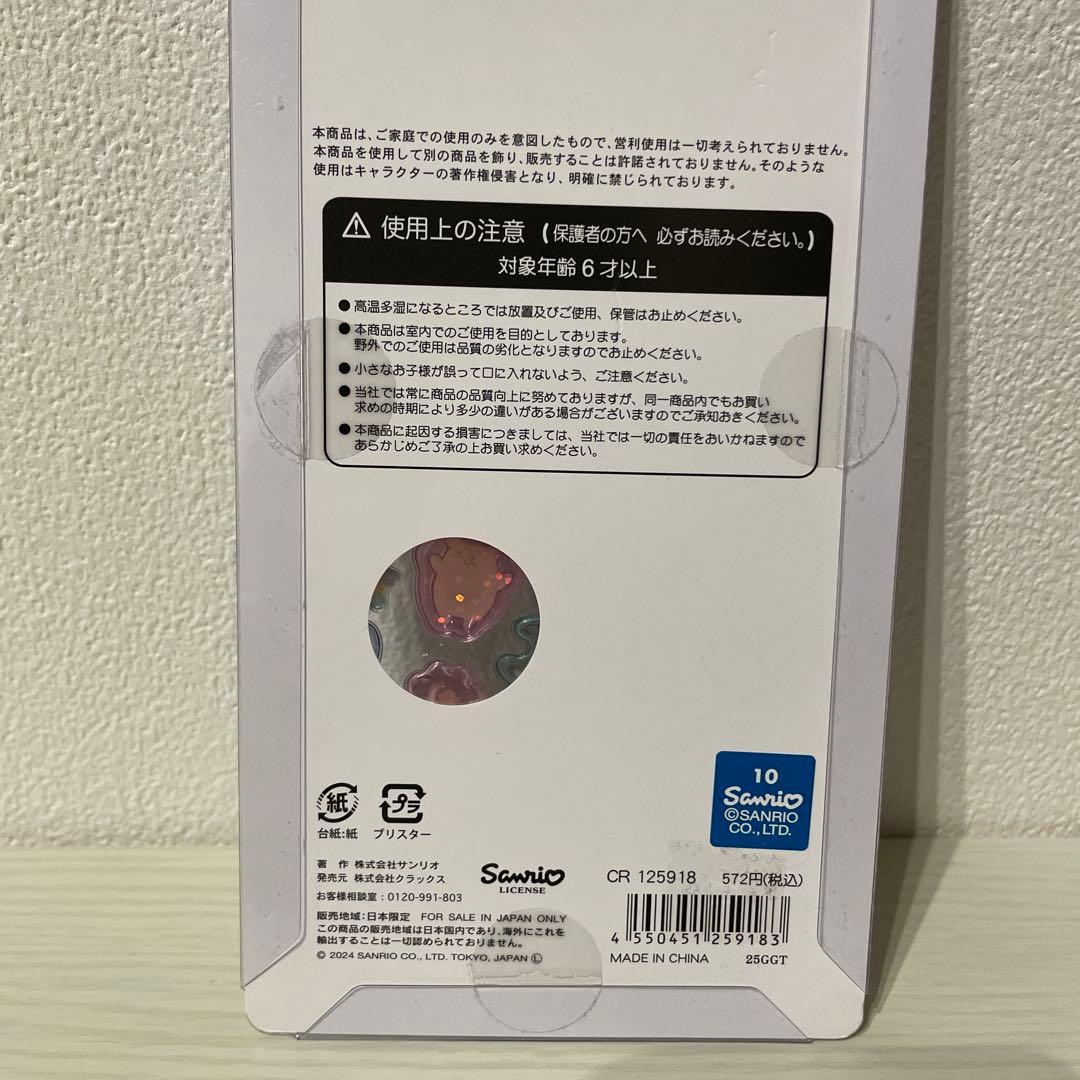 本商品は、ご家庭での使用のみを意図したもので、営利使用は一切考えられておりません。
本商品を使用して別の商品を飾り、販売することは許諾されておりません。そのような
使用はキャラクターの著作権侵害となり、明確に禁じられております。
⚠ 使用上の注意 (保護者の方へ 必ずお読みください。)
対象年齢6才以上
●高温多湿になるところでは放置及びご使用、保管はお止めください。
●本商品は室内でのご使用を目的としております。
野外でのご使用は品質の劣化となりますのでお止めください。
●小さなお子様が誤って口に入れないよう、ご注意ください。
●当社では常に商品の品質向上に努めておりますが、同一商品内でもお買い
求めの時期により多少の違いがある場合がございますのでご承知おきください。
●本商品に起因する損害につきましては、当社では一切の責任をおいかねますので
あらかじめご了承の上お買い求めください。
10
Sanrio
©SANRIO
CO.,LTD.
紙 プラ
台紙:紙 ブリスター
著 作 株式会社サンリオ
発売元 株式会社クラックス
お客様相談室:0120-991-803
Sanrio
LICENSE
CR 125918 572円(税込)
販売地域:日本限定 FOR SALE IN JAPAN ONLY
この商品の販売地域は日本国内であり、海外にこれを
輸出することは一切認められておりません。
© 2024 SANRIO CO., LTD. TOKYO, JAPAN Ⓛ
4 550451 259183
MADE IN CHINA 25GGT